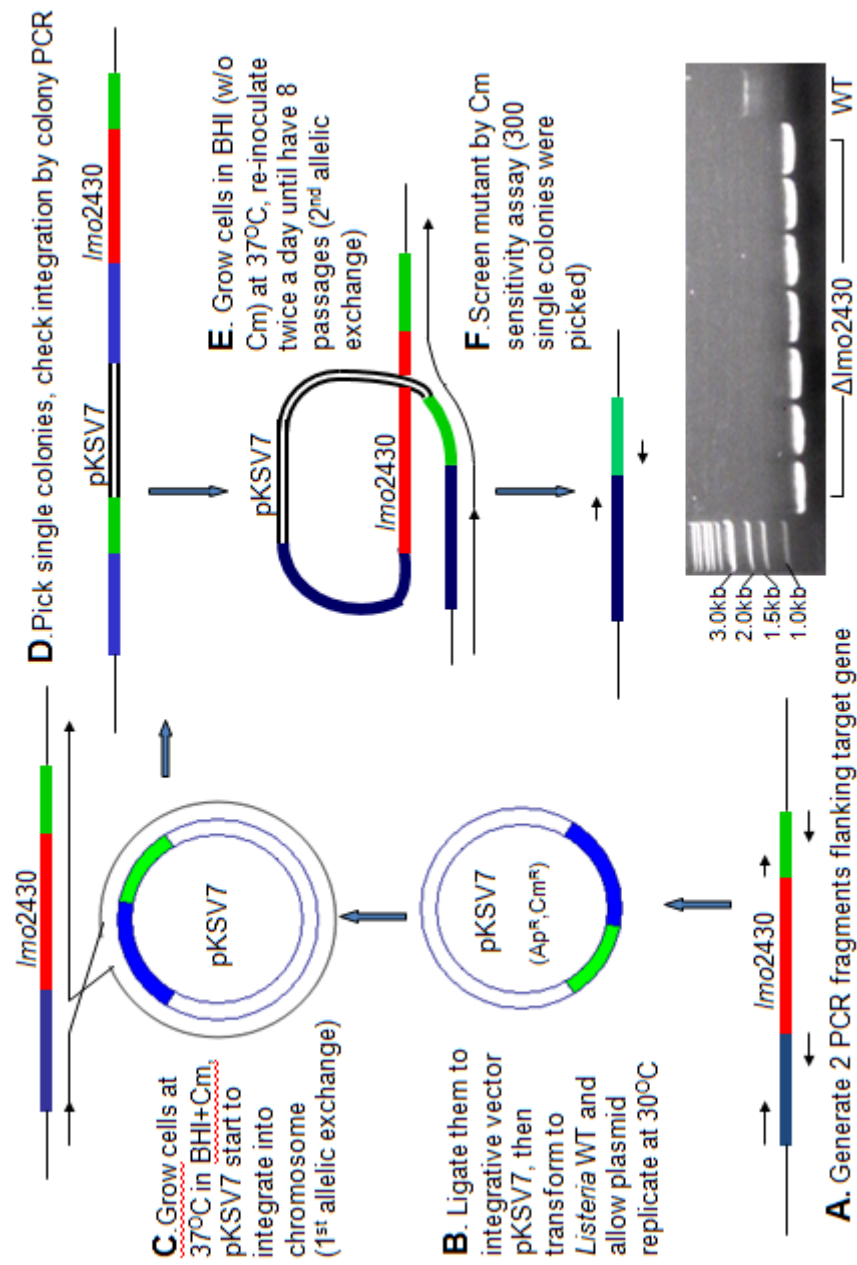 A. Generate 2 PCR fragments flanking target gene
lmo2430
B. Ligate them to
integrative vector
pKSV7, then
transform to
Listeria WT and
allow plasmid
replicate at 30ºC
pKSV7
(Apᴿ,Cmᴿ)
C.Grow cells at
37ºC in BHI+Cm,
pKSV7 start to
integrate into
chromosome
(1st allelic exchange)
lmo2430
pKSV7
D.Pick single colonies, check integration by colony PCR
pKSV7
lmo2430
E. Grow cells in BHI (w/o
Cm) at 37ºC, re-inoculate
twice a day until have 8
passages (2nd allelic
exchange)
pKSV7
lmo2430
F.Screen mutant by Cm
sensitivity assay (300
single colonies were
picked)
3.0kb
2.0kb
1.5kb
1.0kb
Δlmo2430
WT